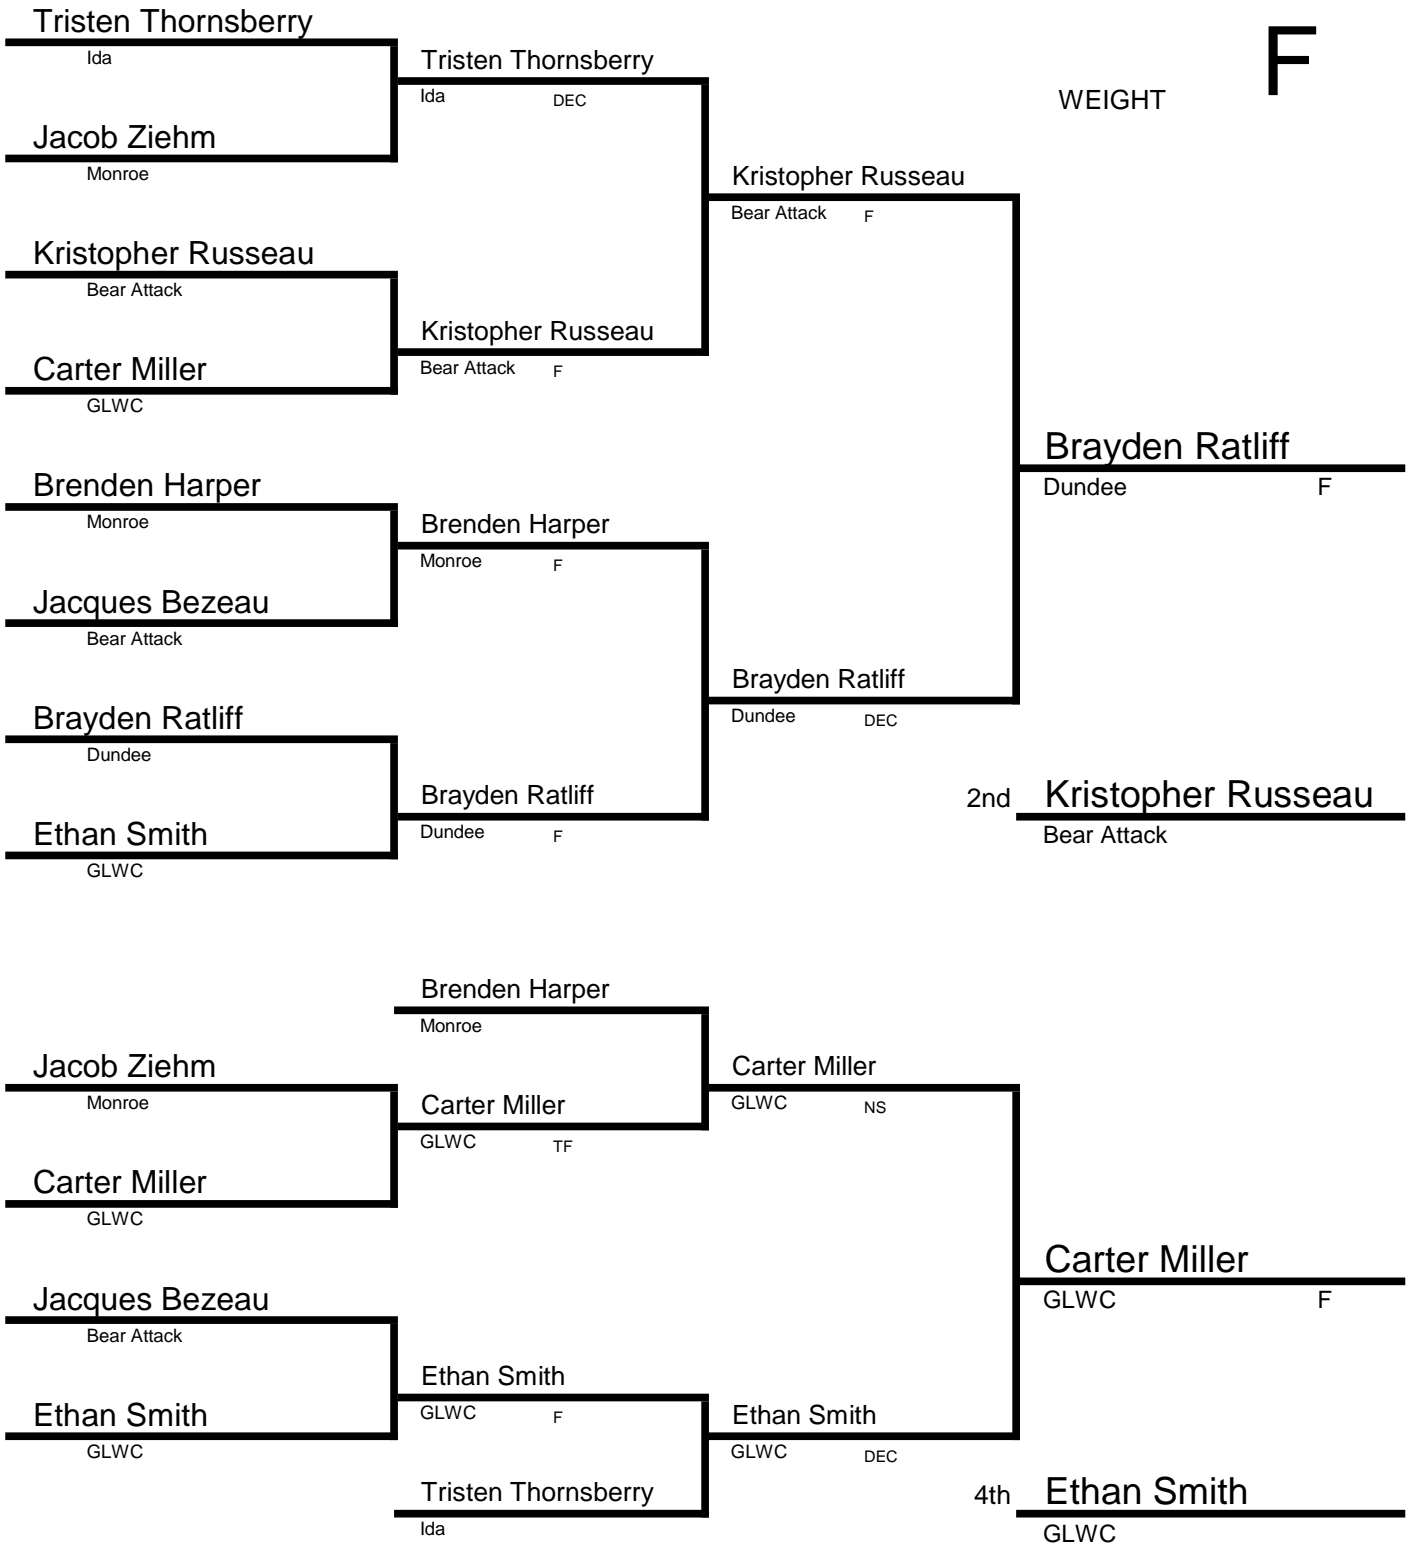 Tristen Thornsberry
Ida
Tristen Thornsberry
Ida DEC
WEIGHT F
Jacob Ziehm
Monroe
Kristopher Russeau
Bear Attack F
Kristopher Russeau
Bear Attack
Kristopher Russeau
Bear Attack F
Carter Miller
GLWC
Brayden Ratliff
Dundee F
Brenden Harper
Monroe
Brenden Harper
Monroe F
Jacques Bezeau
Bear Attack
Brayden Ratliff
Dundee DEC
Brayden Ratliff
Dundee
Brayden Ratliff
Dundee F
2nd Kristopher Russeau
Bear Attack
Ethan Smith
GLWC
Brenden Harper
Monroe
Jacob Ziehm
Monroe
Carter Miller
GLWC NS
Carter Miller
GLWC TF
Carter Miller
GLWC
Carter Miller
GLWC F
Jacques Bezeau
Bear Attack
Ethan Smith
GLWC F
Ethan Smith
GLWC
Ethan Smith
GLWC DEC
Tristen Thornsberry
Ida
4th Ethan Smith
GLWC